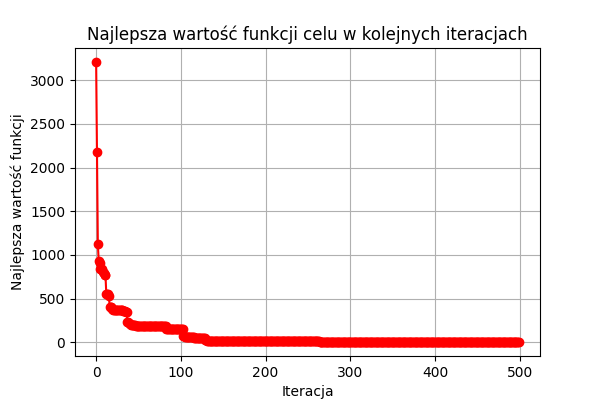 Najlepsza wartość funkcji celu w kolejnych iteracjach
Najlepsza wartość funkcji
3000
2500
2000
1500
1000
500
0
0 100 200 300 400 500
Iteracja